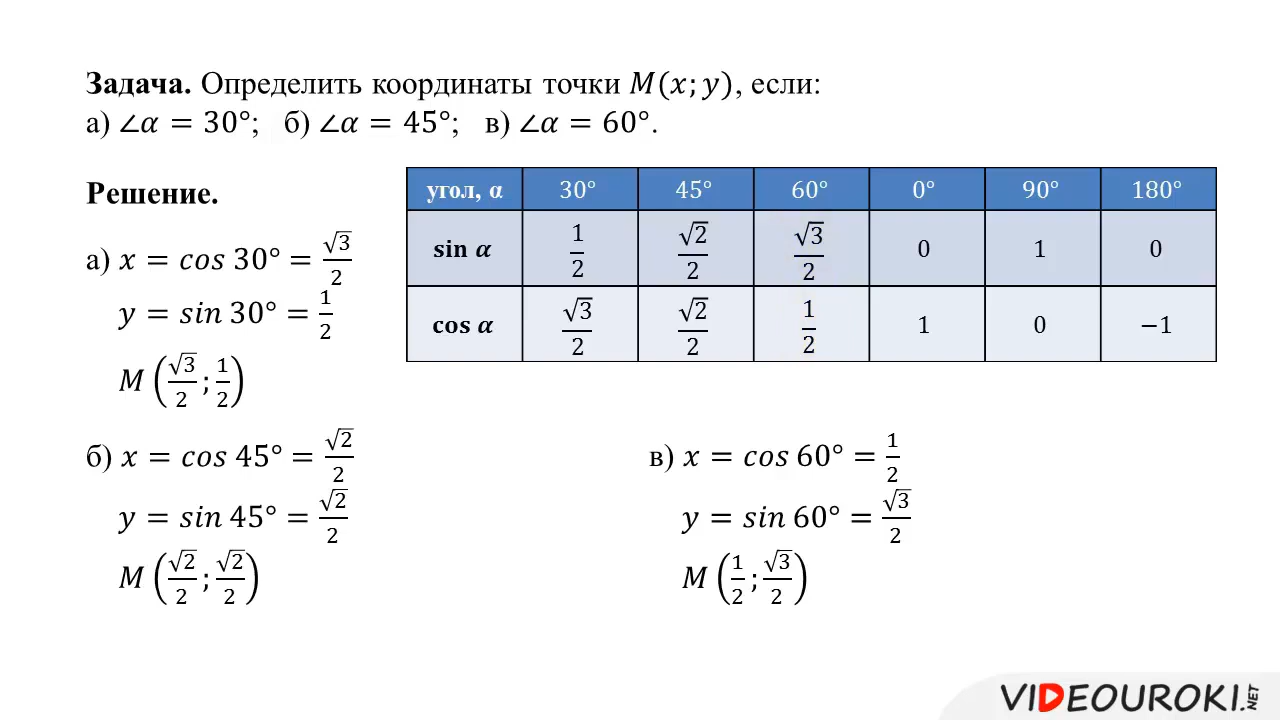 Задача. Определить координаты точки M(x; y), если:
а) ∠α = 30°; б) ∠α = 45°; в) ∠α = 60°.
Решение.
угол, α 30° 45° 60° 0° 90° 180°
sin α 1/2 √2/2 √3/2 0 1 0
cos α √3/2 √2/2 1/2 1 0 −1
а) x = cos 30° = √3/2
y = sin 30° = 1/2
M (√3/2 ; 1/2)
б) x = cos 45° = √2/2
y = sin 45° = √2/2
M (√2/2 ; √2/2)
в) x = cos 60° = 1/2
y = sin 60° = √3/2
M (1/2 ; √3/2)
VIDEOUROKI.NET